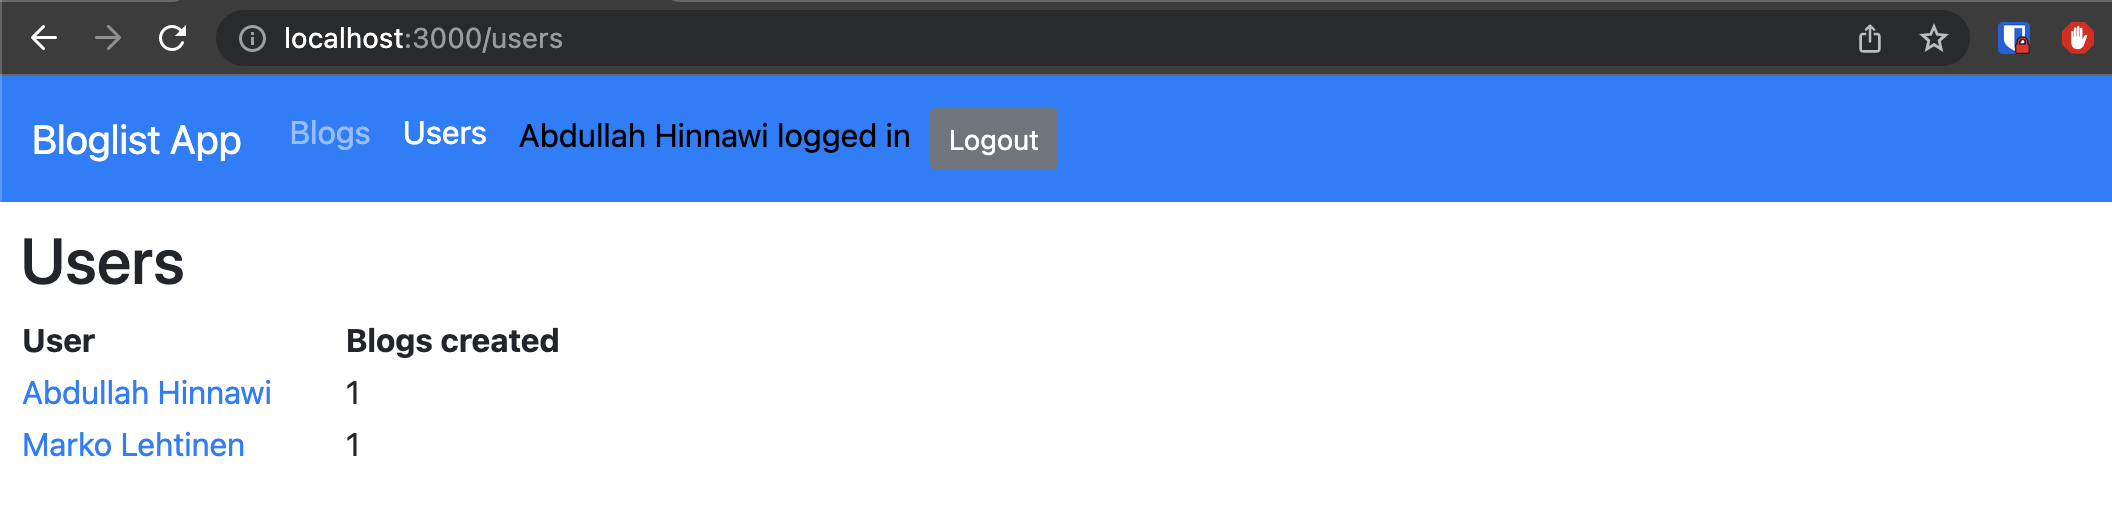 localhost:3000/users
Bloglist App Blogs Users Abdullah Hinnawi logged in Logout
Users
User Blogs created
Abdullah Hinnawi 1
Marko Lehtinen 1